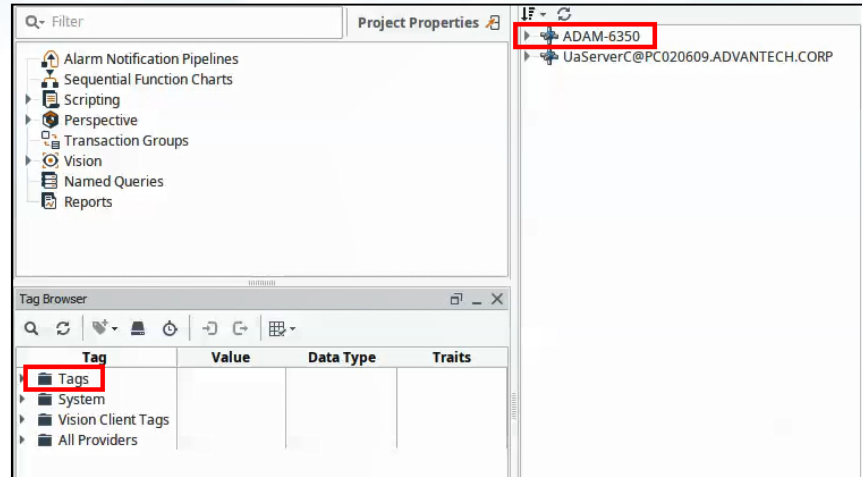 Filter
Project Properties
Alarm Notification Pipelines
Sequential Function Charts
Scripting
Perspective
Transaction Groups
Vision
Named Queries
Reports
Tag Browser
Tag Value Data Type Traits
Tags
System
Vision Client Tags
All Providers
ADAM-6350
UaServerC@PC020609.ADVANTECH.CORP